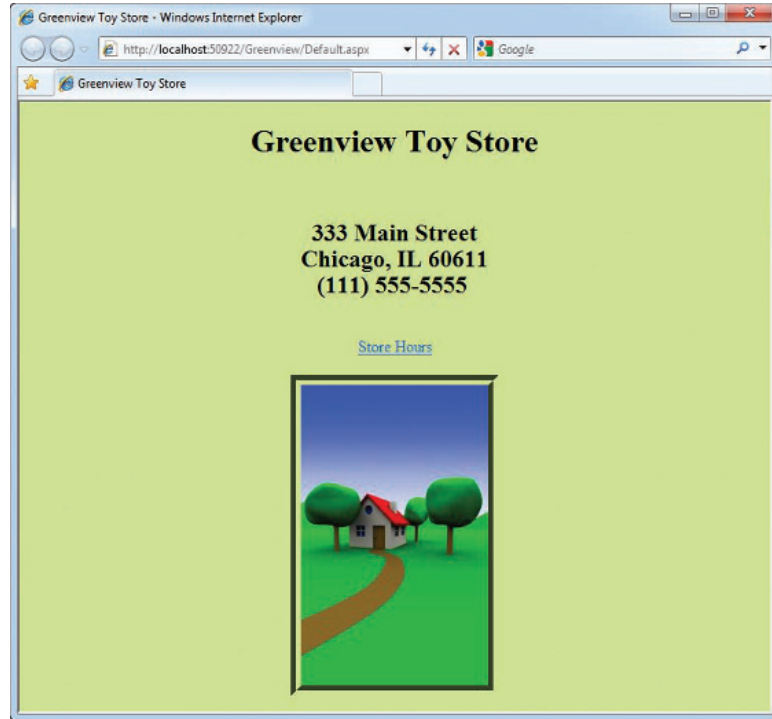 Greenview Toy Store - Windows Internet Explorer
http://localhost:50922/Greenview/Default.aspx
Google
Greenview Toy Store
Greenview Toy Store
333 Main Street
Chicago, IL 60611
(111) 555-5555
Store Hours